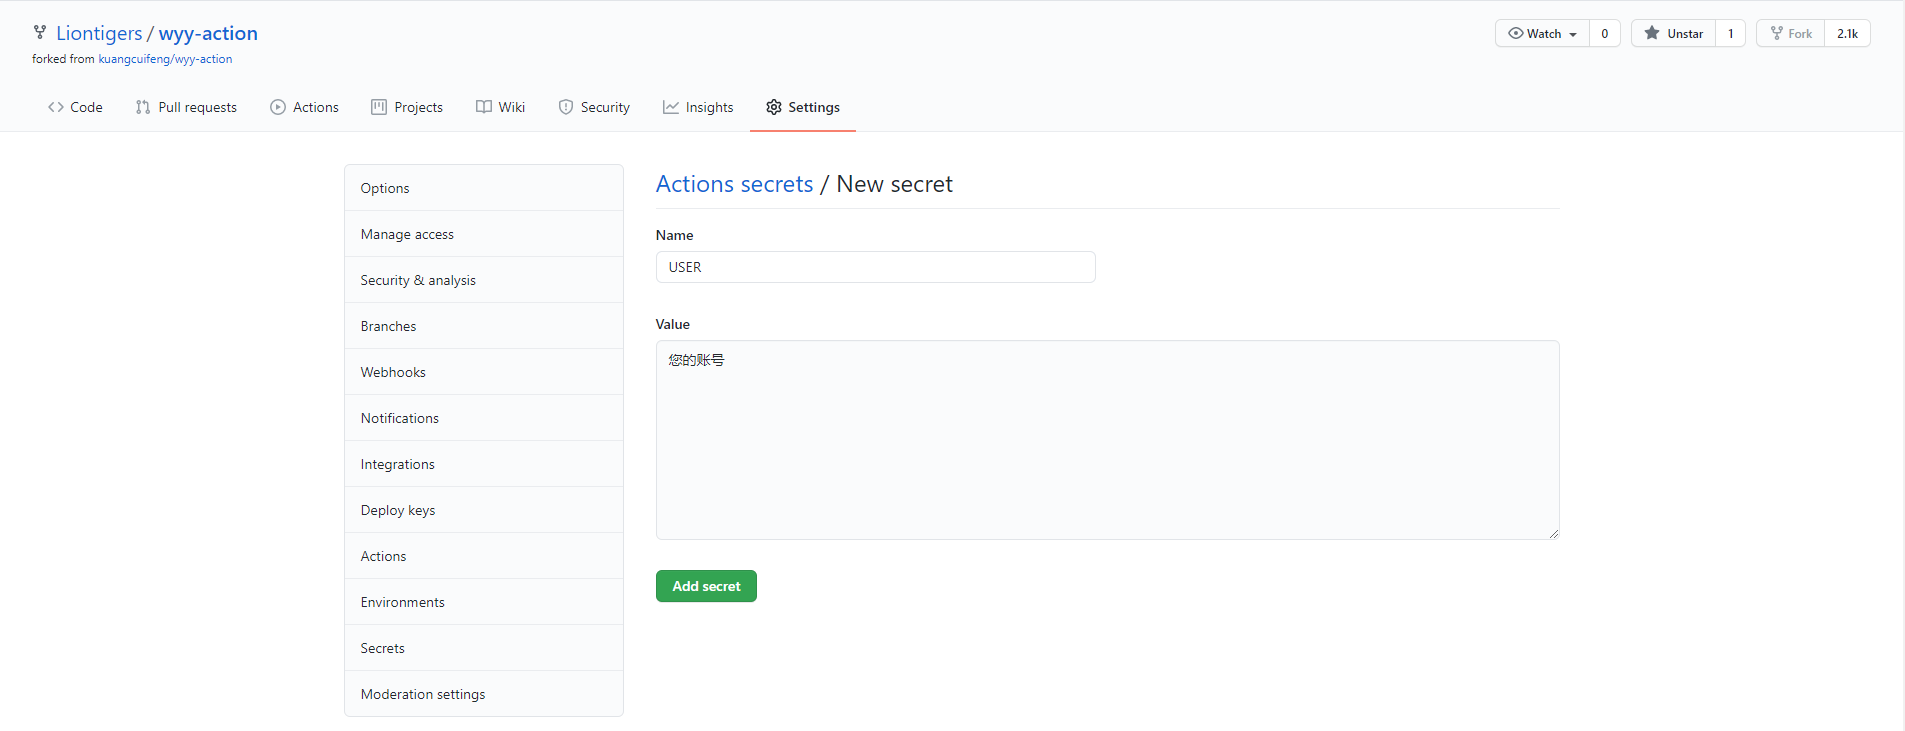 Liontigers / wyy-action
Watch 0 Unstar 1 Fork 2.1k
forked from kuangcuifeng/wyy-action
Code Pull requests Actions Projects Wiki Security Insights Settings
Options
Manage access
Security & analysis
Branches
Webhooks
Notifications
Integrations
Deploy keys
Actions
Environments
Secrets
Moderation settings
Actions secrets / New secret
Name
USER
Value
您的账号
Add secret